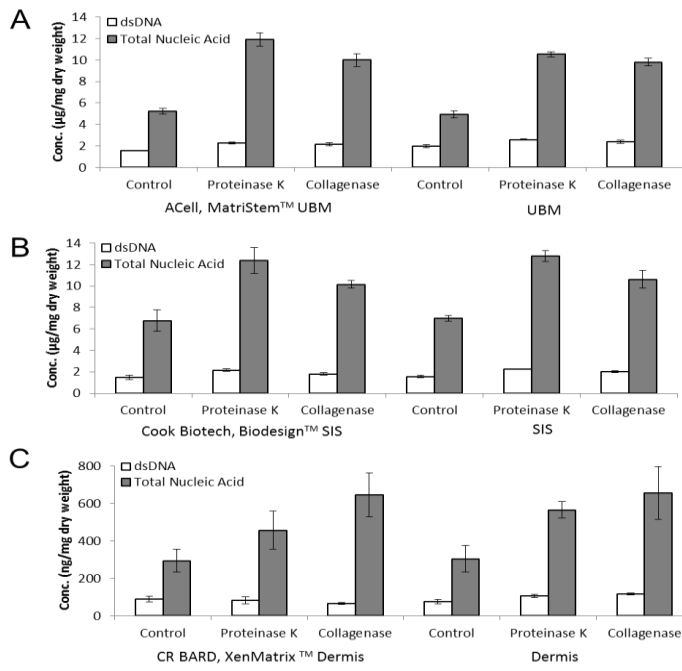 A
dsDNA
Total Nucleic Acid
Conc. (µg/mg dry weight)
14
12
10
8
6
4
2
0
Control Proteinase K Collagenase Control Proteinase K Collagenase
ACell, MatriStem™ UBM UBM
B
dsDNA
Total Nucleic Acid
Conc. (µg/mg dry weight)
14
12
10
8
6
4
2
0
Control Proteinase K Collagenase Control Proteinase K Collagenase
Cook Biotech, Biodesign™ SIS SIS
C
dsDNA
Total Nucleic Acid
Conc. (ng/mg dry weight)
800
600
400
200
0
Control Proteinase K Collagenase Control Proteinase K Collagenase
CR BARD, XenMatrix ™ Dermis Dermis